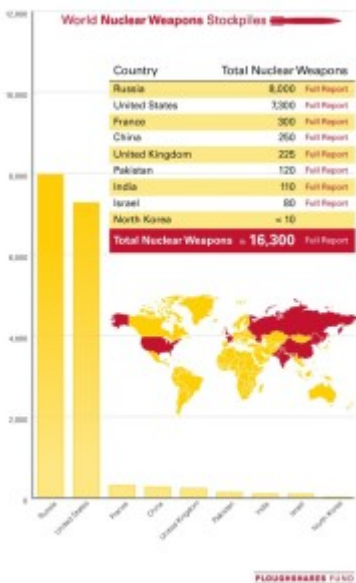 World Nuclear Weapons Stockpiles
Country Total Nuclear Weapons
Russia 8,000 Full Report
United States 7,300 Full Report
France 300 Full Report
China 250 Full Report
United Kingdom 225 Full Report
Pakistan 120 Full Report
India 110 Full Report
Israel 80 Full Report
North Korea < 10
Total Nuclear Weapons 16,300 Full Report
12,000
10,000
8,000
6,000
4,000
2,000
0
Russia
United States
France
China
United Kingdom
Pakistan
India
Israel
North Korea
PLOUGHSHARES FUND